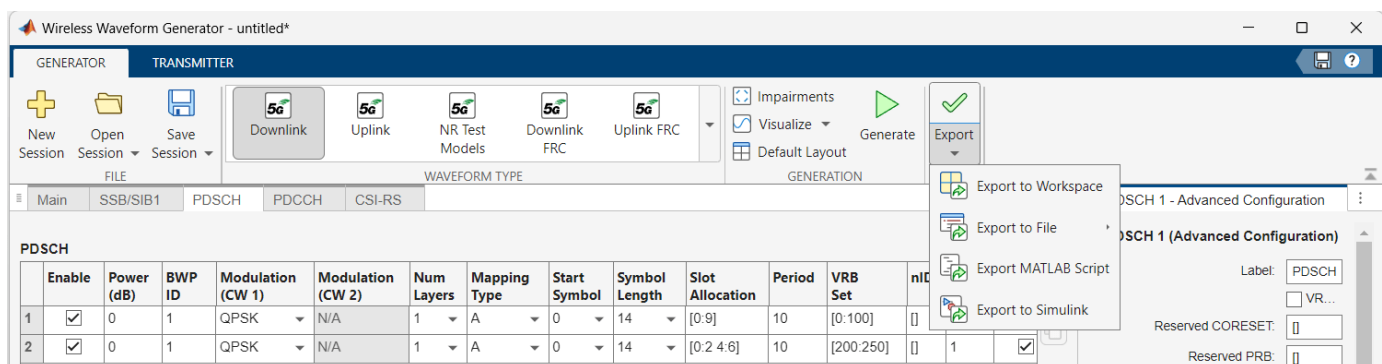 Wireless Waveform Generator - untitled*
GENERATOR TRANSMITTER
New Session
Open Session
Save Session
FILE
5G Downlink
5G Uplink
5G NR Test Models
5G Downlink FRC
5G Uplink FRC
WAVEFORM TYPE
Impairments
Visualize
Default Layout
Generate
GENERATION
Export
Export to Workspace
Export to File
Export MATLAB Script
Export to Simulink
Main SSB/SIB1 PDSCH PDCCH CSI-RS
DSCH 1 - Advanced Configuration
PDSCH
Enable Power (dB) BWP ID Modulation (CW 1) Modulation (CW 2) Num Layers Mapping Type Start Symbol Symbol Length Slot Allocation Period VRB Set nID
1 0 1 QPSK N/A 1 A 0 14 [0:9] 10 [0:100] []
2 0 1 QPSK N/A 1 A 0 14 [0:2 4:6] 10 [200:250] [] 1
DSCH 1 (Advanced Configuration)
Label: PDSCH
VR...
Reserved CORESET: []
Reserved PRB: []